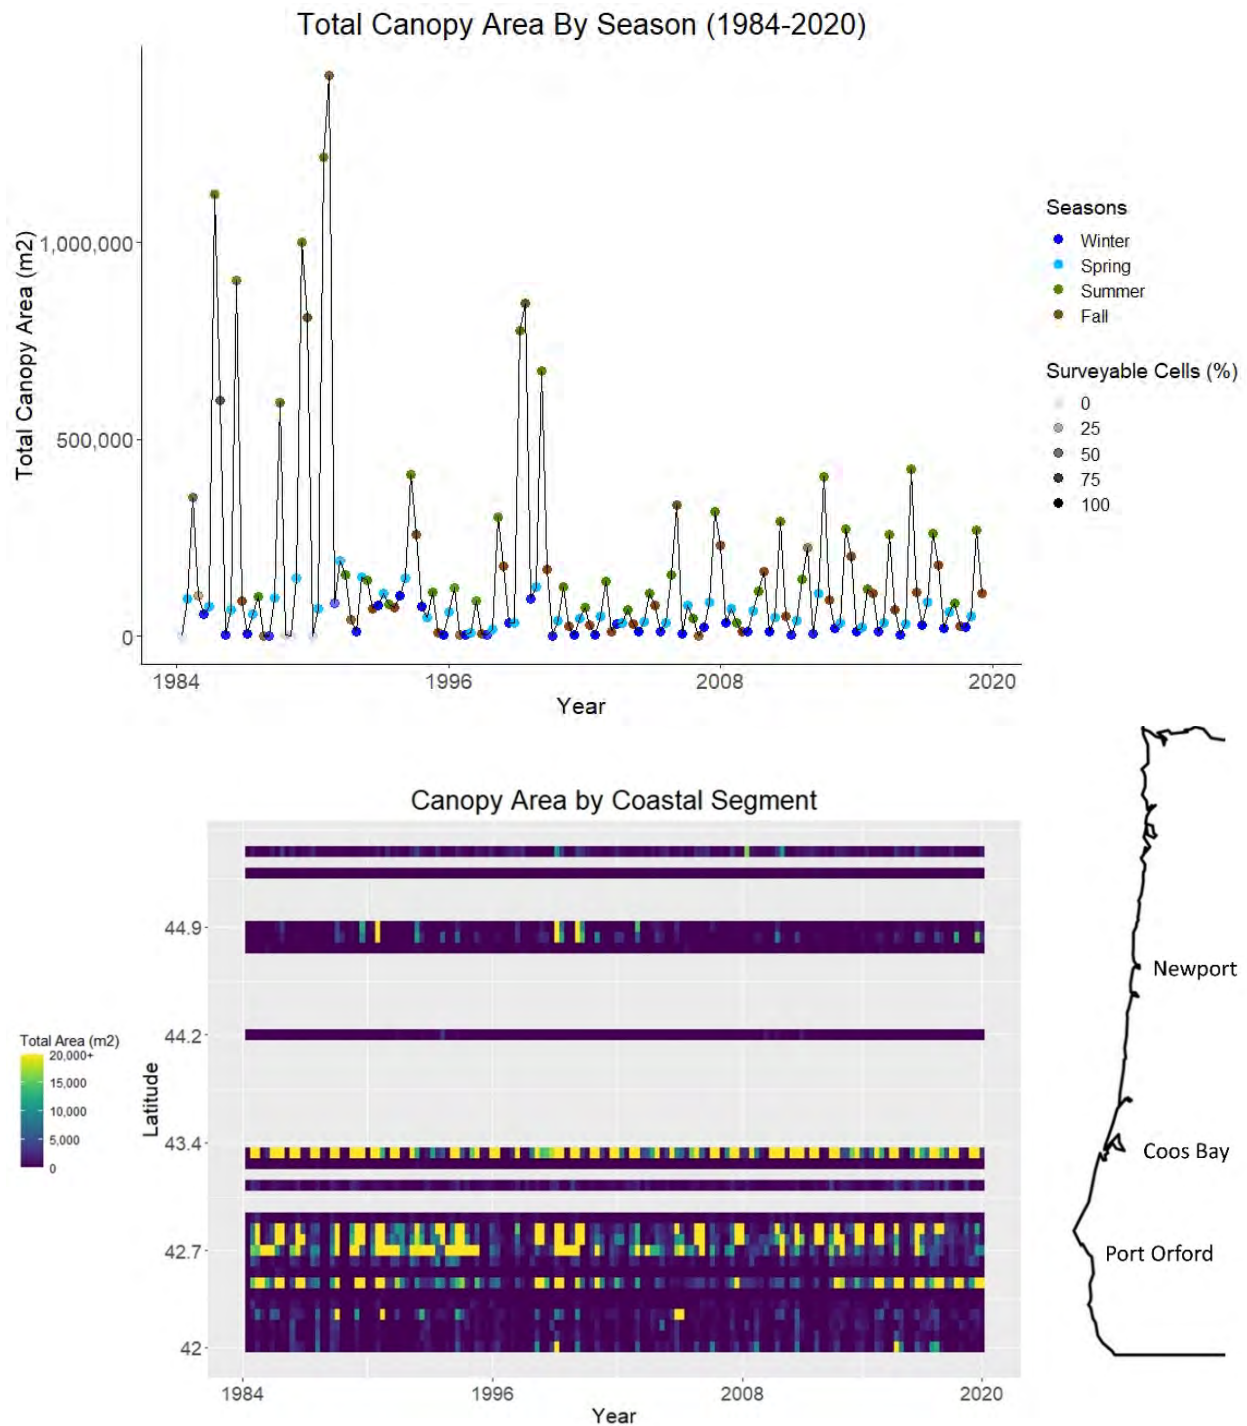 Total Canopy Area By Season (1984-2020)
Total Canopy Area (m2)
1,000,000
500,000
0
1984 1996 2008 2020
Year
Seasons
Winter
Spring
Summer
Fall
Surveyable Cells (%)
0
25
50
75
100
Canopy Area by Coastal Segment
Total Area (m2)
20,000+
15,000
10,000
5,000
0
Latitude
44.9
44.2
43.4
42.7
42
1984 1996 2008 2020
Year
Newport
Coos Bay
Port Orford